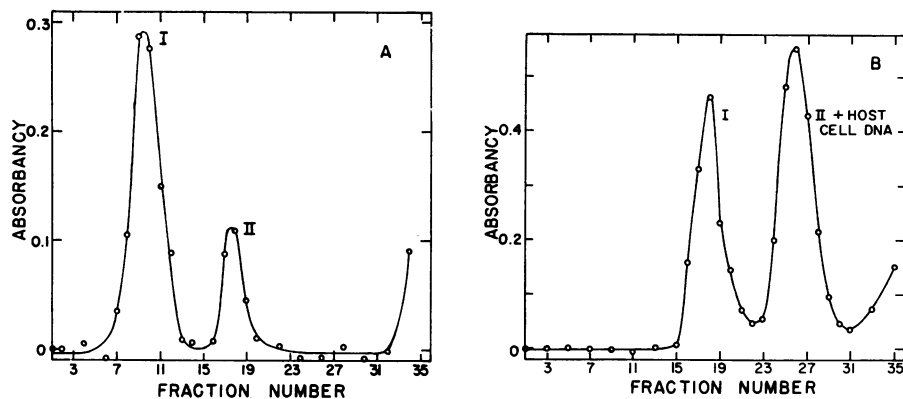 0.3
0.2
0.1
0
ABSORBANCY
I
II
A
3 7 11 15 19 23 27 31 35
FRACTION NUMBER
0.4
0.2
0.0
ABSORBANCY
I
II + HOST
CELL DNA
B
3 7 11 15 19 23 27 31 35
FRACTION NUMBER